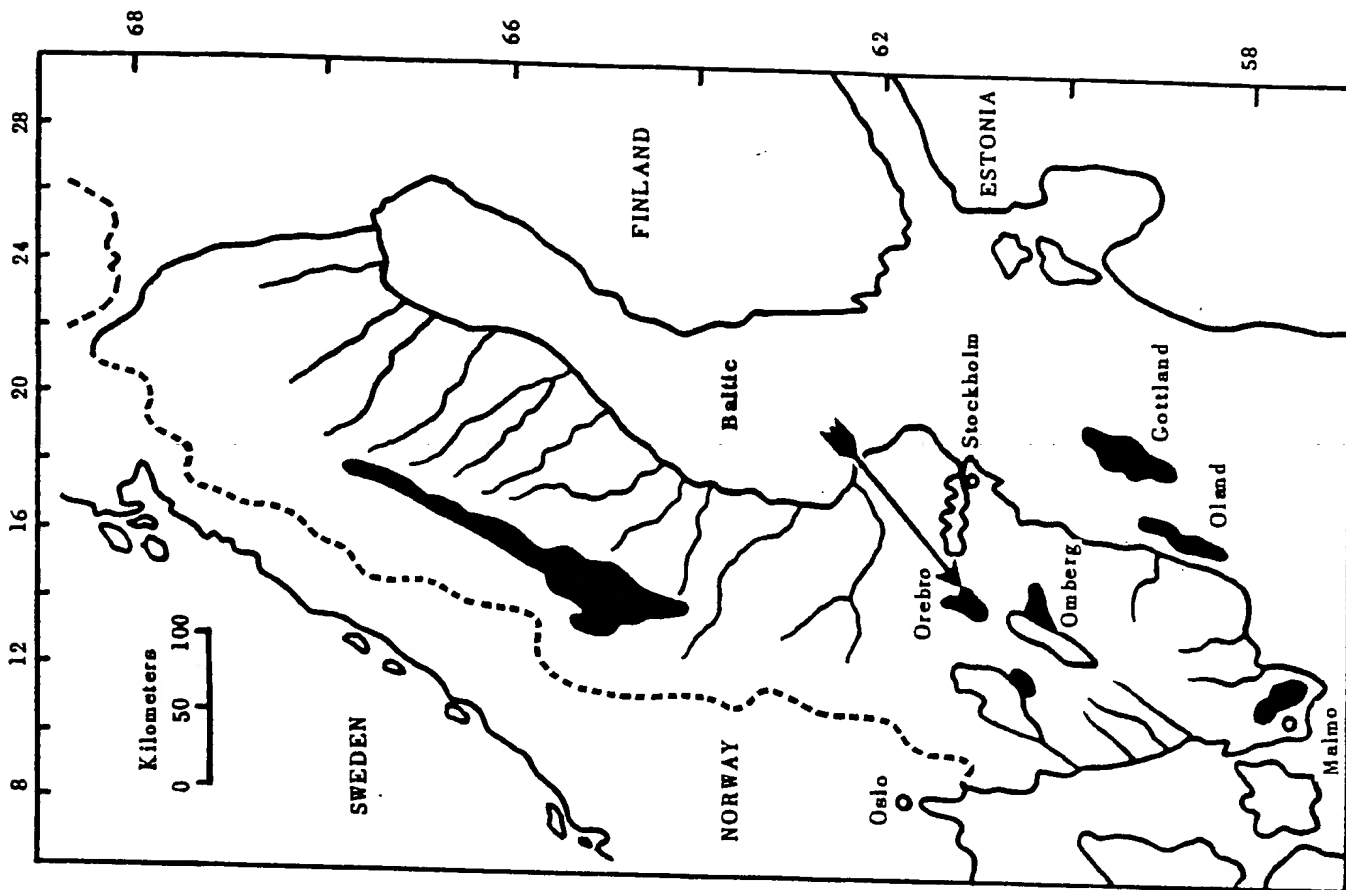 8
12
16
20
24
28
68
66
62
58
Kilometers
0 50 100
SWEDEN
NORWAY
FINLAND
ESTONIA
Baltic
Stockholm
Gottland
Oland
Orebro
Omberg
Oslo
Malmo